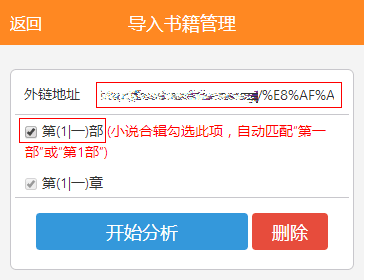 返回 导入书籍管理
外链地址 /%E8%AF%A
第(1|一)部(小说合辑勾选此项，自动匹配"第一
部"或"第1部")
第(1|一)章
开始分析 删除